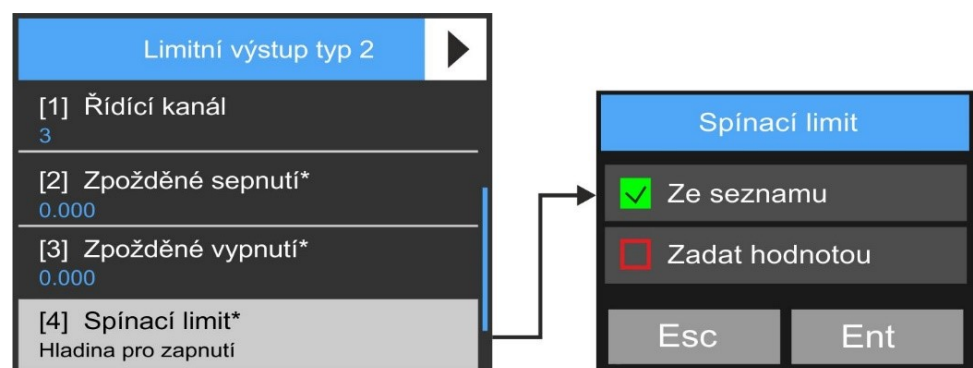 Limitní výstup typ 2
[1] Řídící kanál
3
[2] Zpožděné sepnutí*
0.000
[3] Zpožděné vypnutí*
0.000
[4] Spínací limit*
Hladina pro zapnutí
Spínací limit
Ze seznamu
Zadat hodnotou
Esc
Ent